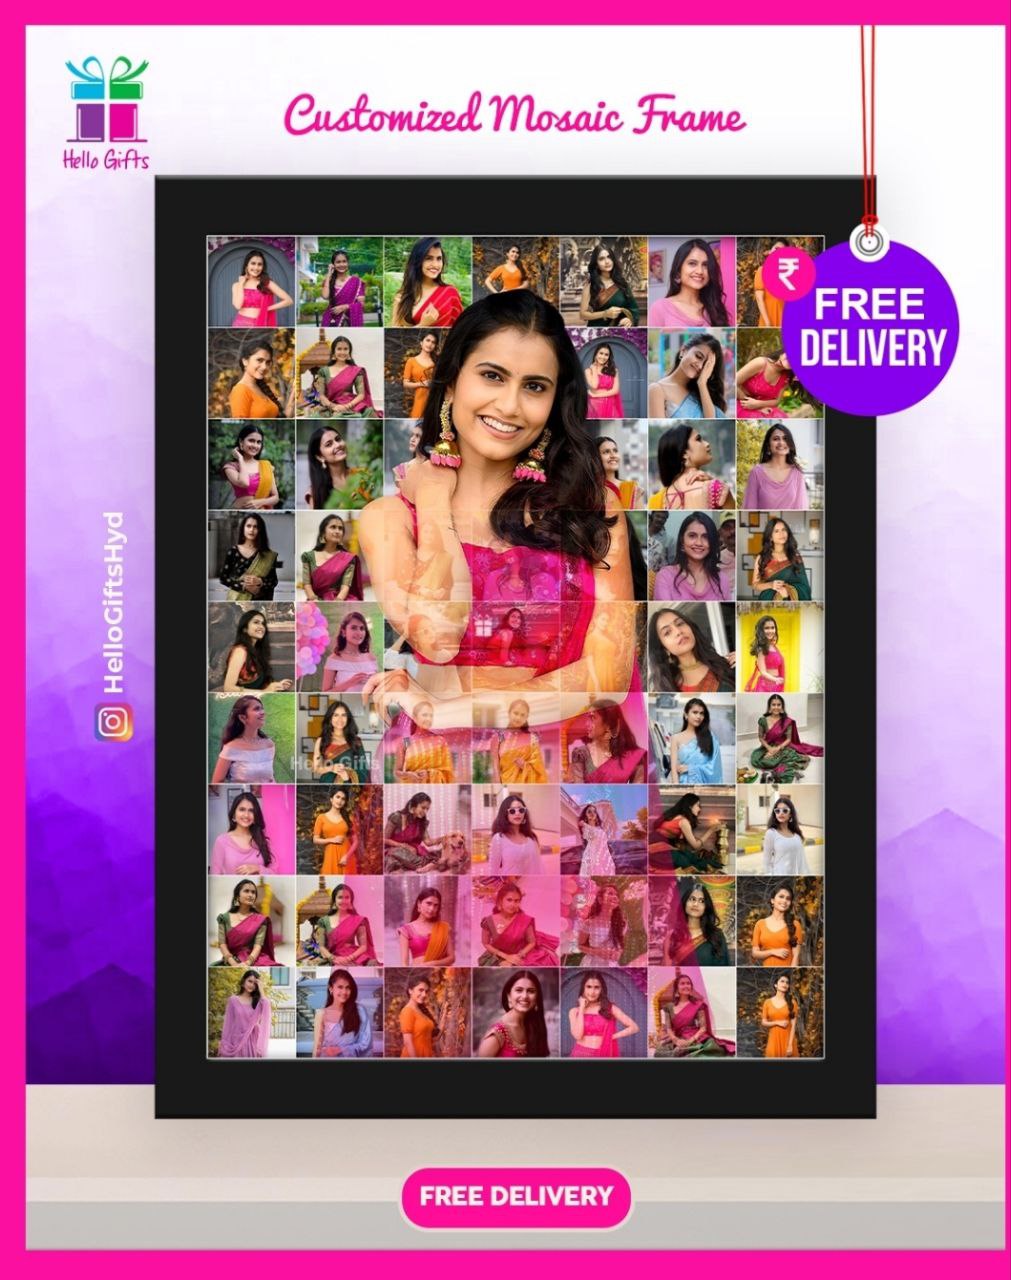 Hello Gifts
Customized Mosaic Frame
₹
FREE
DELIVERY
HelloGiftsHyd
Hello Gifts
FREE DELIVERY